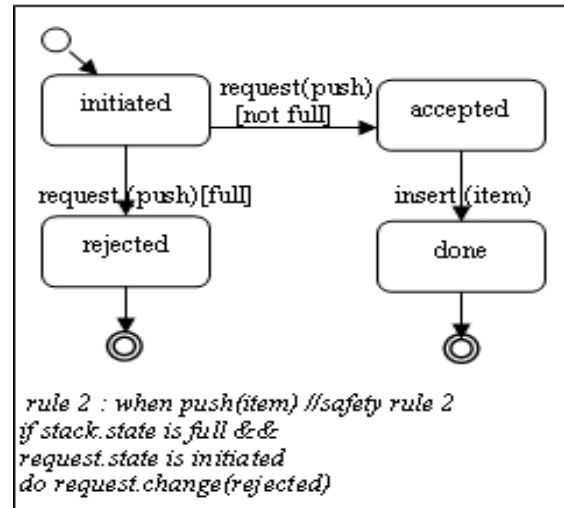 initiated
request(push)
[not full]
accepted
request (push)[full]
insert (item)
rejected
done
rule 2 : when push(item) //safety rule 2
if stack.state is full &&
request.state is initiated
do request.change(rejected)